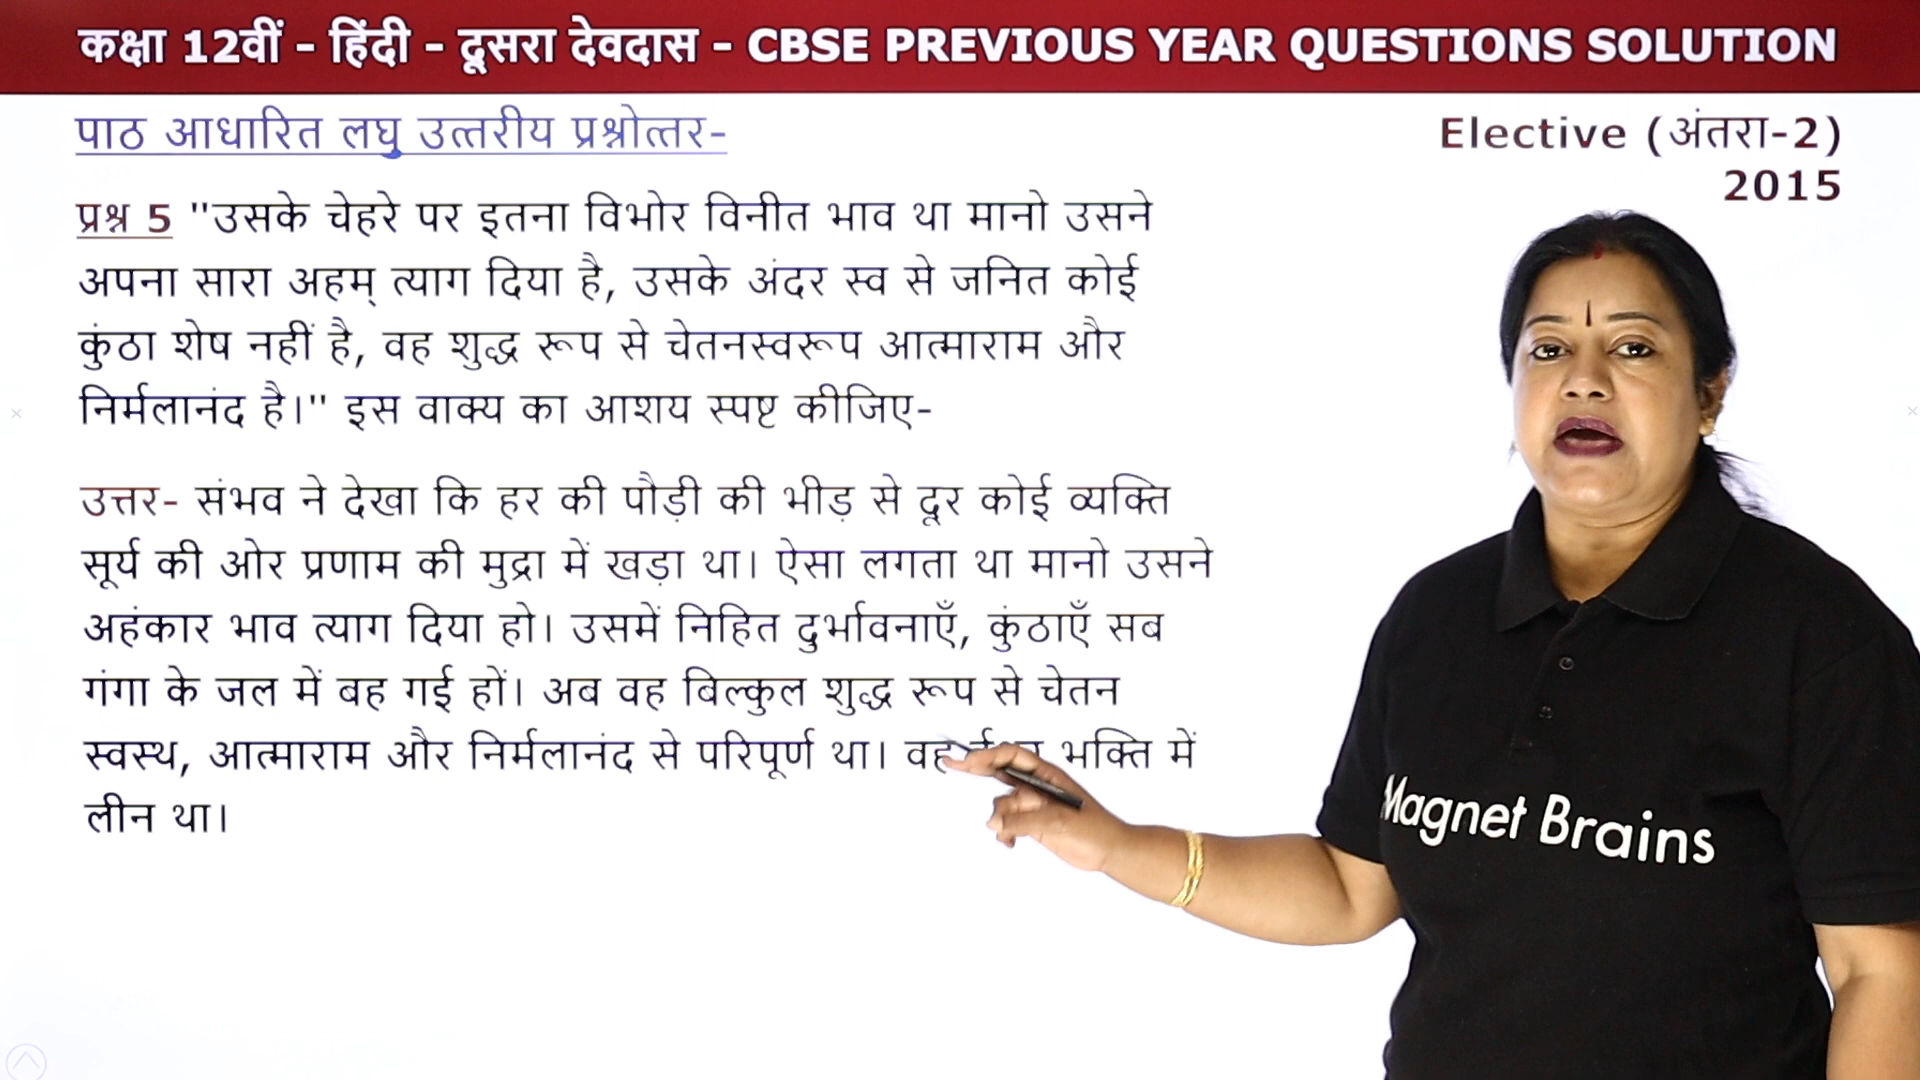 कक्षा 12वीं - हिंदी - दूसरा देवदास - CBSE PREVIOUS YEAR QUESTIONS SOLUTION
पाठ आधारित लघु उत्तरीय प्रश्नोत्तर-
Elective (अंतरा-2)
2015
प्रश्न 5 "उसके चेहरे पर इतना विभोर विनीत भाव था मानो उसने
अपना सारा अहम् त्याग दिया है, उसके अंदर स्व से जनित कोई
कुंठा शेष नहीं है, वह शुद्ध रूप से चेतनस्वरूप आत्माराम और
निर्मलानंद है।" इस वाक्य का आशय स्पष्ट कीजिए-
उत्तर- संभव ने देखा कि हर की पौड़ी की भीड़ से दूर कोई व्यक्ति
सूर्य की ओर प्रणाम की मुद्रा में खड़ा था। ऐसा लगता था मानो उसने
अहंकार भाव त्याग दिया हो। उसमें निहित दुर्भावनाएँ, कुंठाएँ सब
गंगा के जल में बह गई हों। अब वह बिल्कुल शुद्ध रूप से चेतन
स्वस्थ, आत्माराम और निर्मलानंद से परिपूर्ण था। वह भक्ति में
लीन था।
Magnet Brains